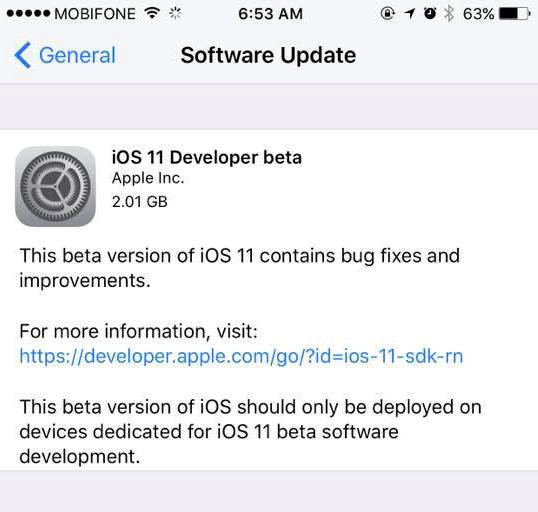 MOBIFONE 6:53 AM 63%
General Software Update
iOS 11 Developer beta
Apple Inc.
2.01 GB
This beta version of iOS 11 contains bug fixes and
improvements.
For more information, visit:
https://developer.apple.com/go/?id=ios-11-sdk-rn
This beta version of iOS should only be deployed on
devices dedicated for iOS 11 beta software
development.